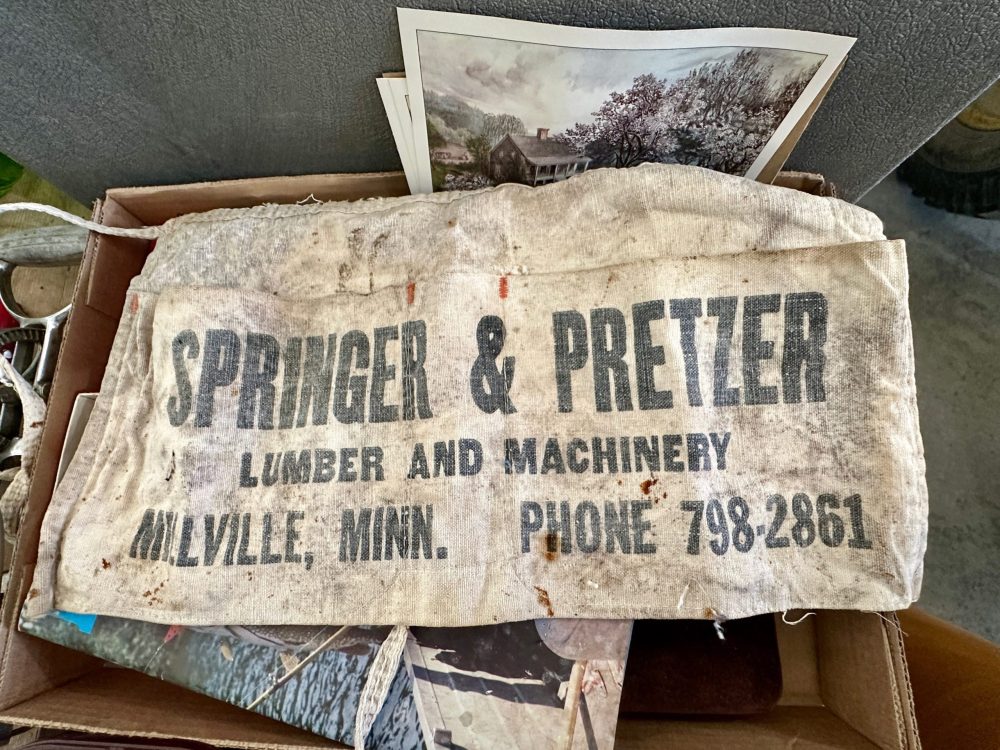 SPRINGER & PRETZER
LUMBER AND MACHINERY
MILLVILLE, MINN. PHONE 798-2861